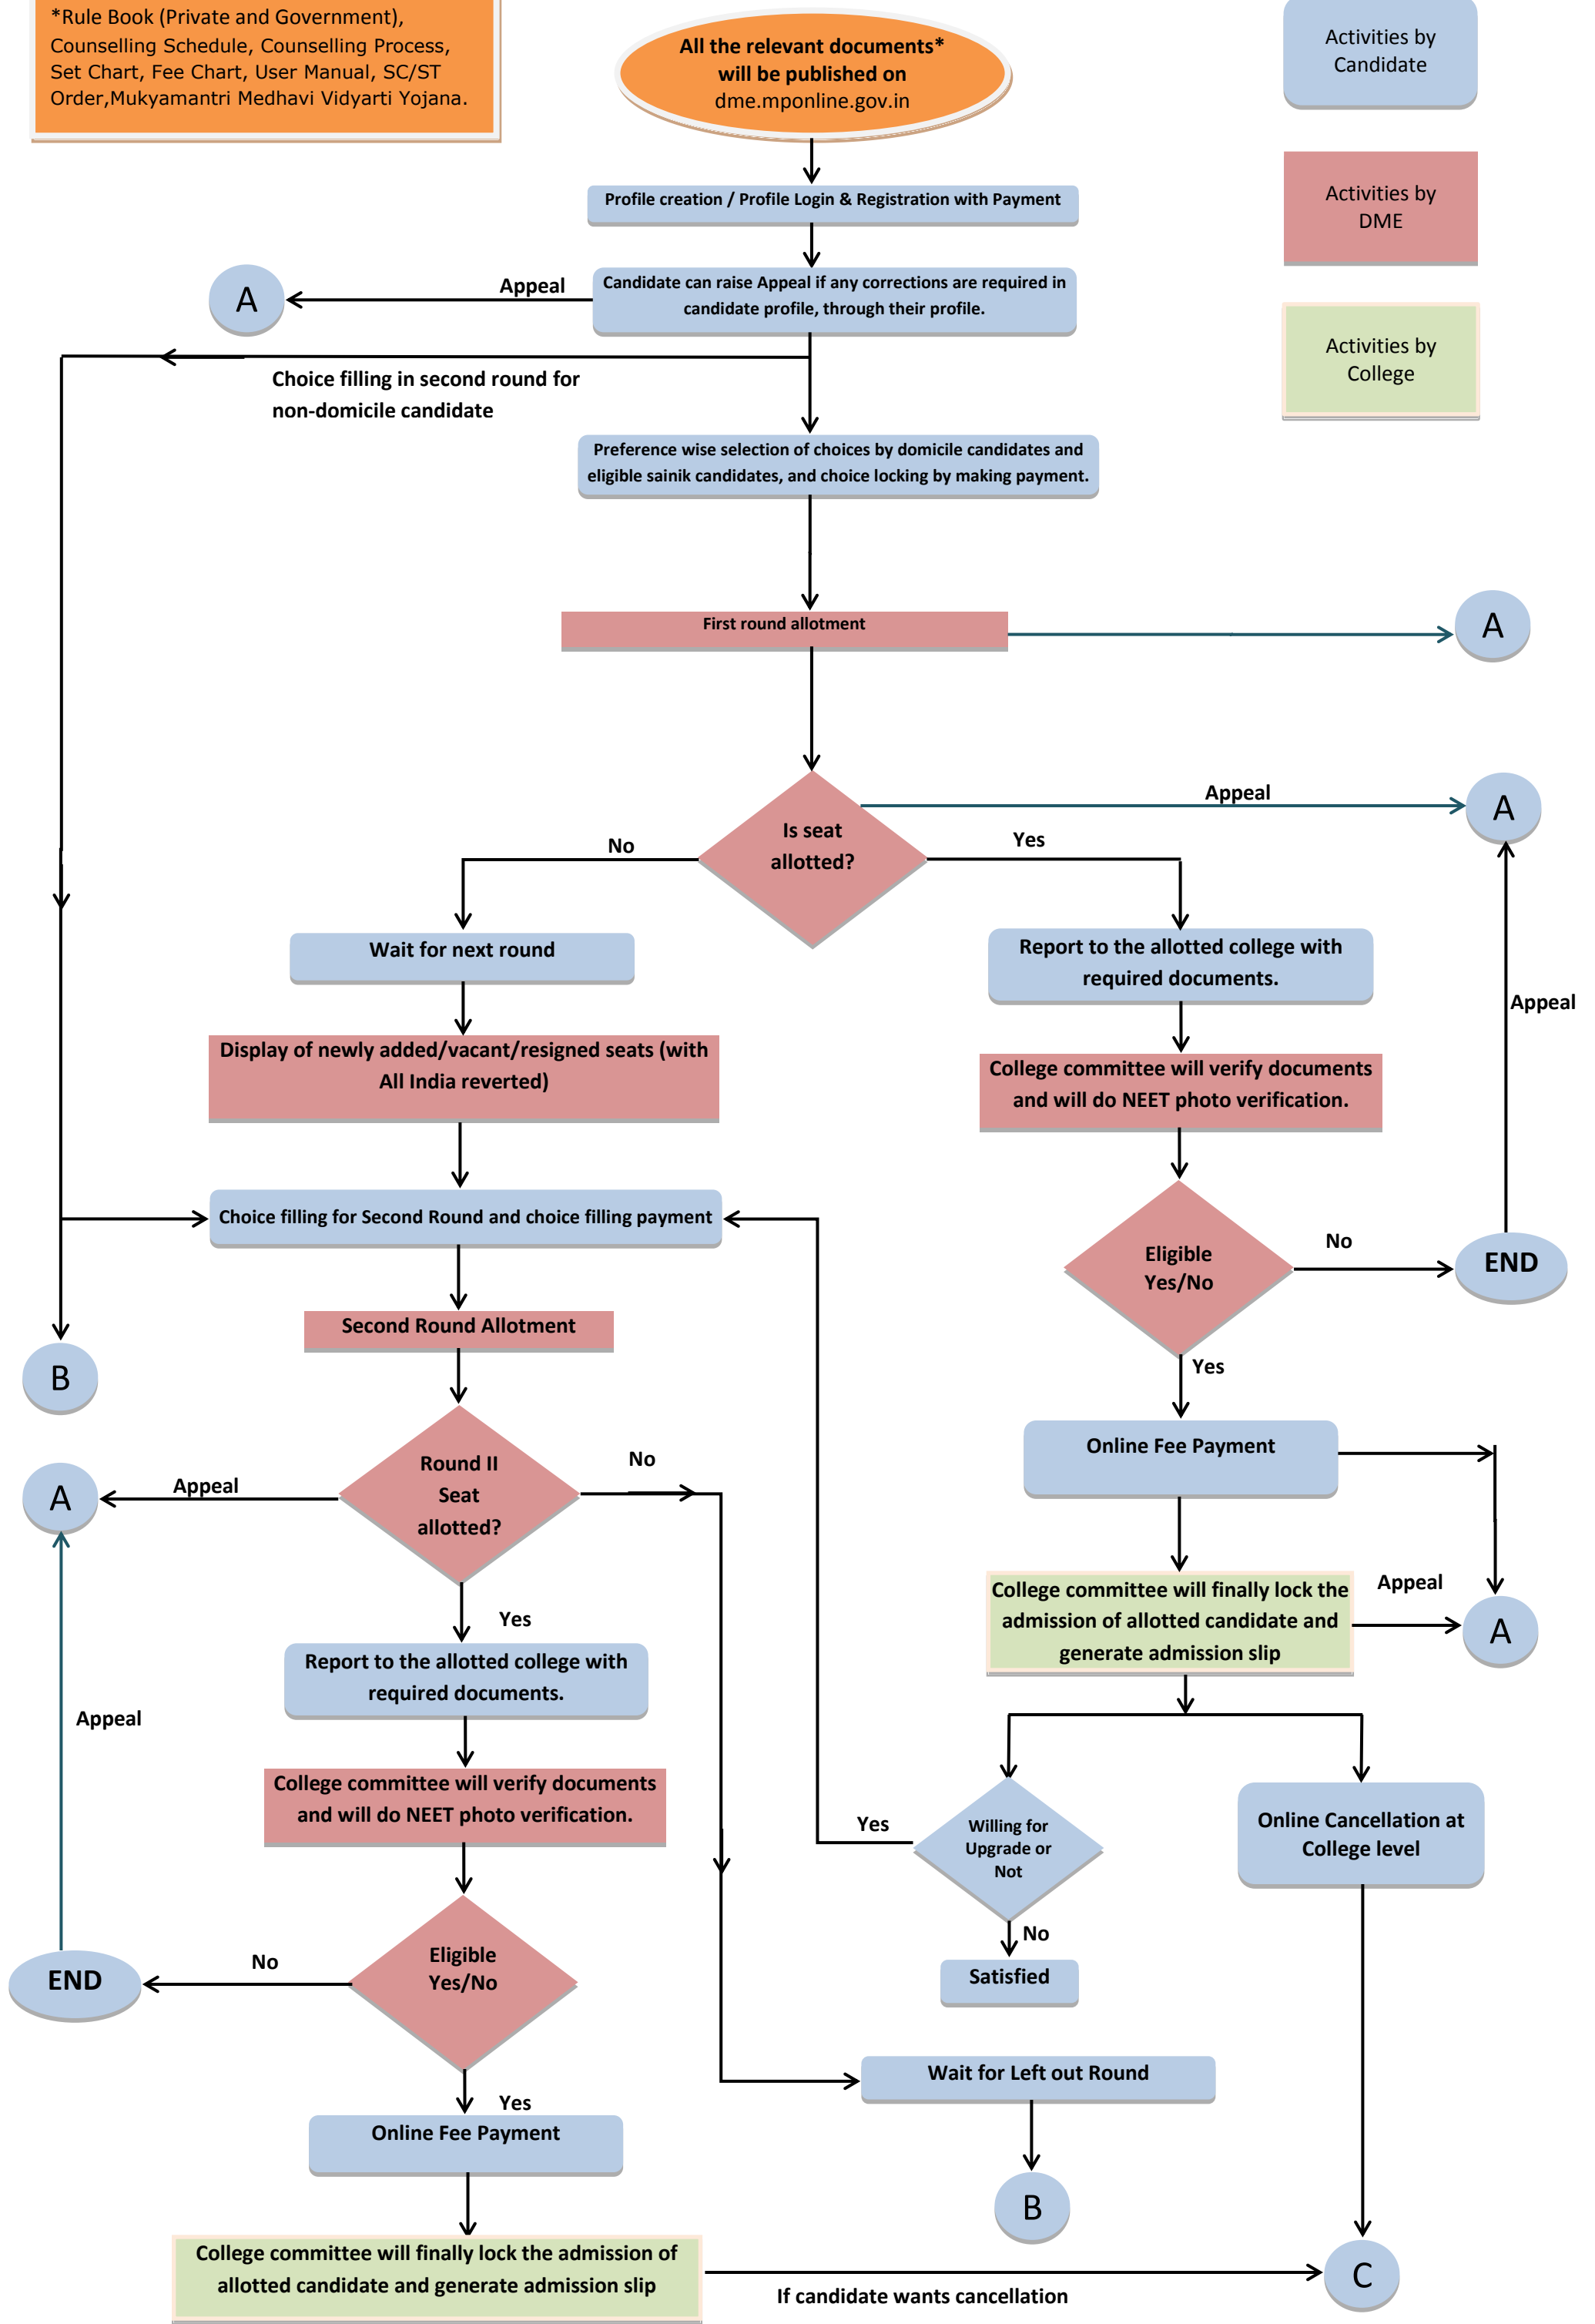 *Rule Book (Private and Government),
Counselling Schedule, Counselling Process,
Set Chart, Fee Chart, User Manual, SC/ST
Order,Mukyamantri Medhavi Vidyarti Yojana.
All the relevant documents*
will be published on
dme.mponline.gov.in
Activities by
Candidate
Activities by
DME
Activities by
College
Profile creation / Profile Login & Registration with Payment
A
Appeal
Candidate can raise Appeal if any corrections are required in
candidate profile, through their profile.
Choice filling in second round for
non-domicile candidate
Preference wise selection of choices by domicile candidates and
eligible sainik candidates, and choice locking by making payment.
First round allotment
A
Is seat
allotted?
Appeal
A
No
Yes
Wait for next round
Report to the allotted college with
required documents.
Appeal
Display of newly added/vacant/resigned seats (with
All India reverted)
College committee will verify documents
and will do NEET photo verification.
Choice filling for Second Round and choice filling payment
Eligible
Yes/No
No
END
Second Round Allotment
B
Yes
Online Fee Payment
Round II
Seat
allotted?
No
Appeal
A
College committee will finally lock the
admission of allotted candidate and
generate admission slip
Appeal
A
Yes
Report to the allotted college with
required documents.
Appeal
College committee will verify documents
and will do NEET photo verification.
Yes
Willing for
Upgrade or
Not
Online Cancellation at
College level
No
Satisfied
Eligible
Yes/No
No
END
Wait for Left out Round
Yes
Online Fee Payment
B
College committee will finally lock the admission of
allotted candidate and generate admission slip
If candidate wants cancellation
C